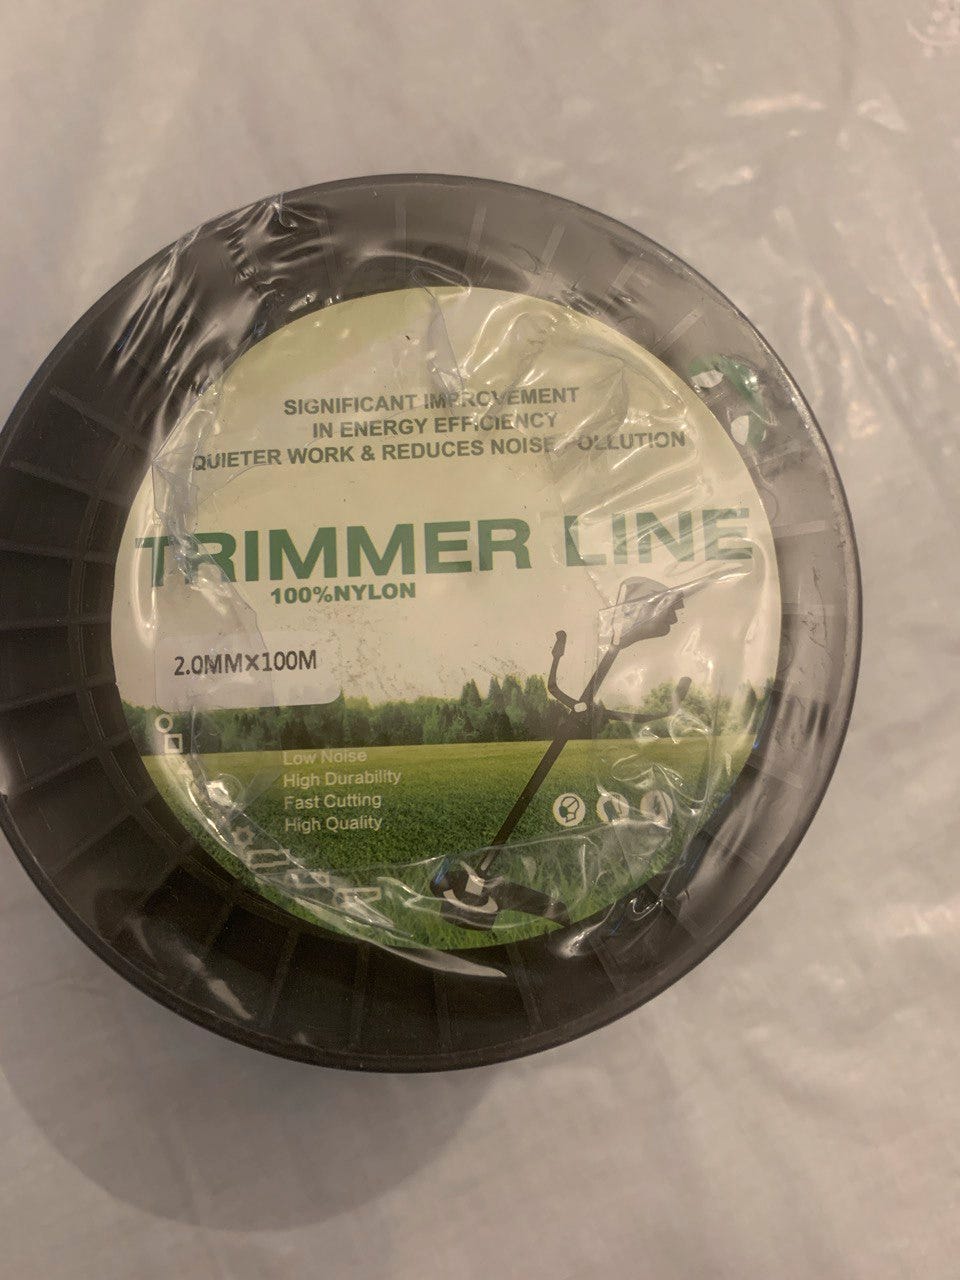 SIGNIFICANT IMPROVEMENT
IN ENERGY EFFICIENCY
QUIETER WORK & REDUCES NOISE POLLUTION
TRIMMER LINE
100%NYLON
2.0MM×100M
Low Noise
High Durability
Fast Cutting
High Quality